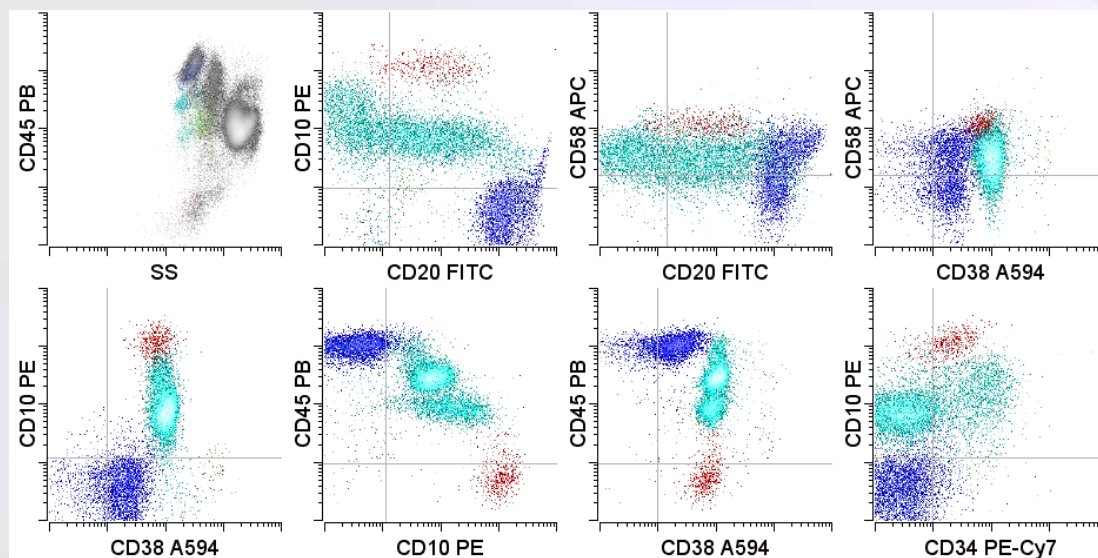 CD45 PB
SS
CD10 PE
CD20 FITC
CD58 APC
CD20 FITC
CD58 APC
CD38 A594
CD10 PE
CD38 A594
CD45 PB
CD10 PE
CD45 PB
CD38 A594
CD10 PE
CD34 PE-Cy7